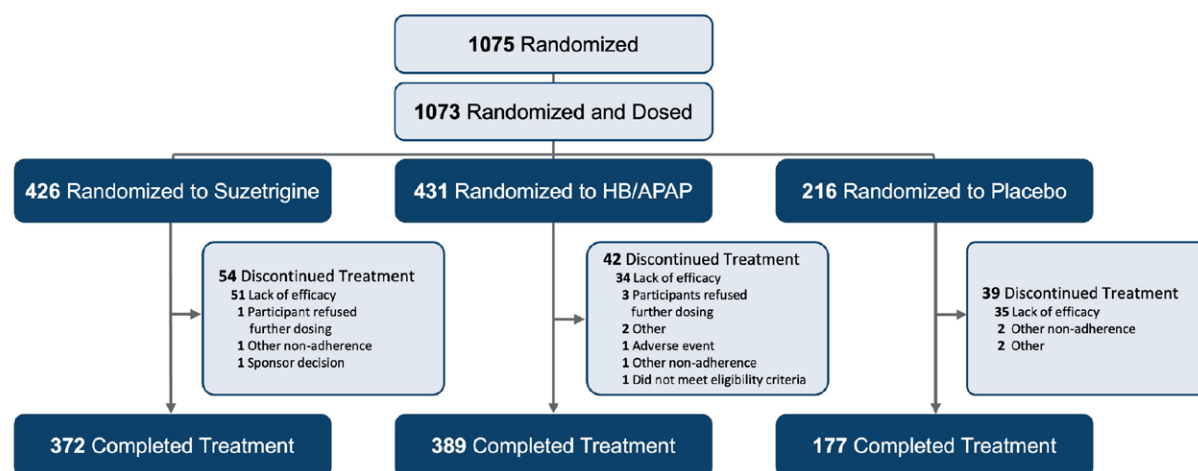 1075 Randomized
1073 Randomized and Dosed
426 Randomized to Suzetrigine
431 Randomized to HB/APAP
216 Randomized to Placebo
54 Discontinued Treatment
51 Lack of efficacy
1 Participant refused
further dosing
1 Other non-adherence
1 Sponsor decision
42 Discontinued Treatment
34 Lack of efficacy
3 Participants refused
further dosing
2 Other
1 Adverse event
1 Other non-adherence
1 Did not meet eligibility criteria
39 Discontinued Treatment
35 Lack of efficacy
2 Other non-adherence
2 Other
372 Completed Treatment
389 Completed Treatment
177 Completed Treatment